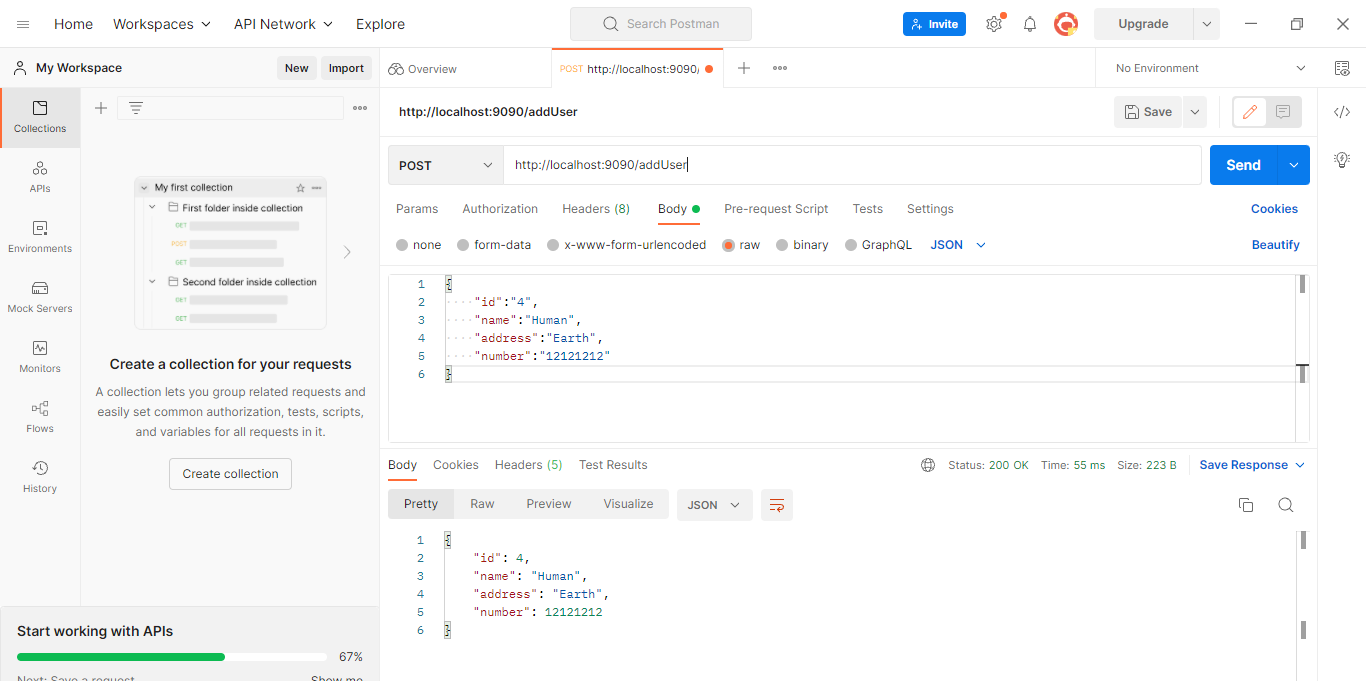 Home Workspaces API Network Explore Search Postman Invite Upgrade
My Workspace New Import Overview POST http://localhost:9090/ No Environment
Collections
APIs
Environments
Mock Servers
Monitors
Flows
History
My first collection
First folder inside collection
GET
POST
GET
Second folder inside collection
GET
GET
Create a collection for your requests
A collection lets you group related requests and
easily set common authorization, tests, scripts,
and variables for all requests in it.
Create collection
Start working with APIs
67%
Next: Save a request Show me
http://localhost:9090/addUser Save
POST http://localhost:9090/addUser Send
Params Authorization Headers (8) Body Pre-request Script Tests Settings Cookies
none form-data x-www-form-urlencoded raw binary GraphQL JSON Beautify
1 {
2 "id":"4",
3 "name":"Human",
4 "address":"Earth",
5 "number":"12121212"
6 }
Body Cookies Headers (5) Test Results Status: 200 OK Time: 55 ms Size: 223 B Save Response
Pretty Raw Preview Visualize JSON
1 {
2 "id": 4,
3 "name": "Human",
4 "address": "Earth",
5 "number": 12121212
6 }